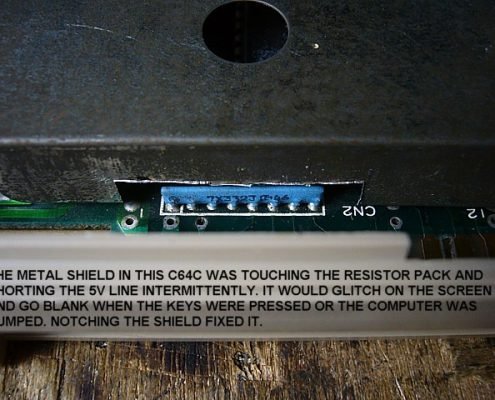 CN2
12
HE METAL SHIELD IN THIS C64C WAS TOUCHING THE RESISTOR PACK AND
HORTING THE 5V LINE INTERMITTENTLY. IT WOULD GLITCH ON THE SCREEN
ND GO BLANK WHEN THE KEYS WERE PRESSED OR THE COMPUTER WAS
UMPED. NOTCHING THE SHIELD FIXED IT.